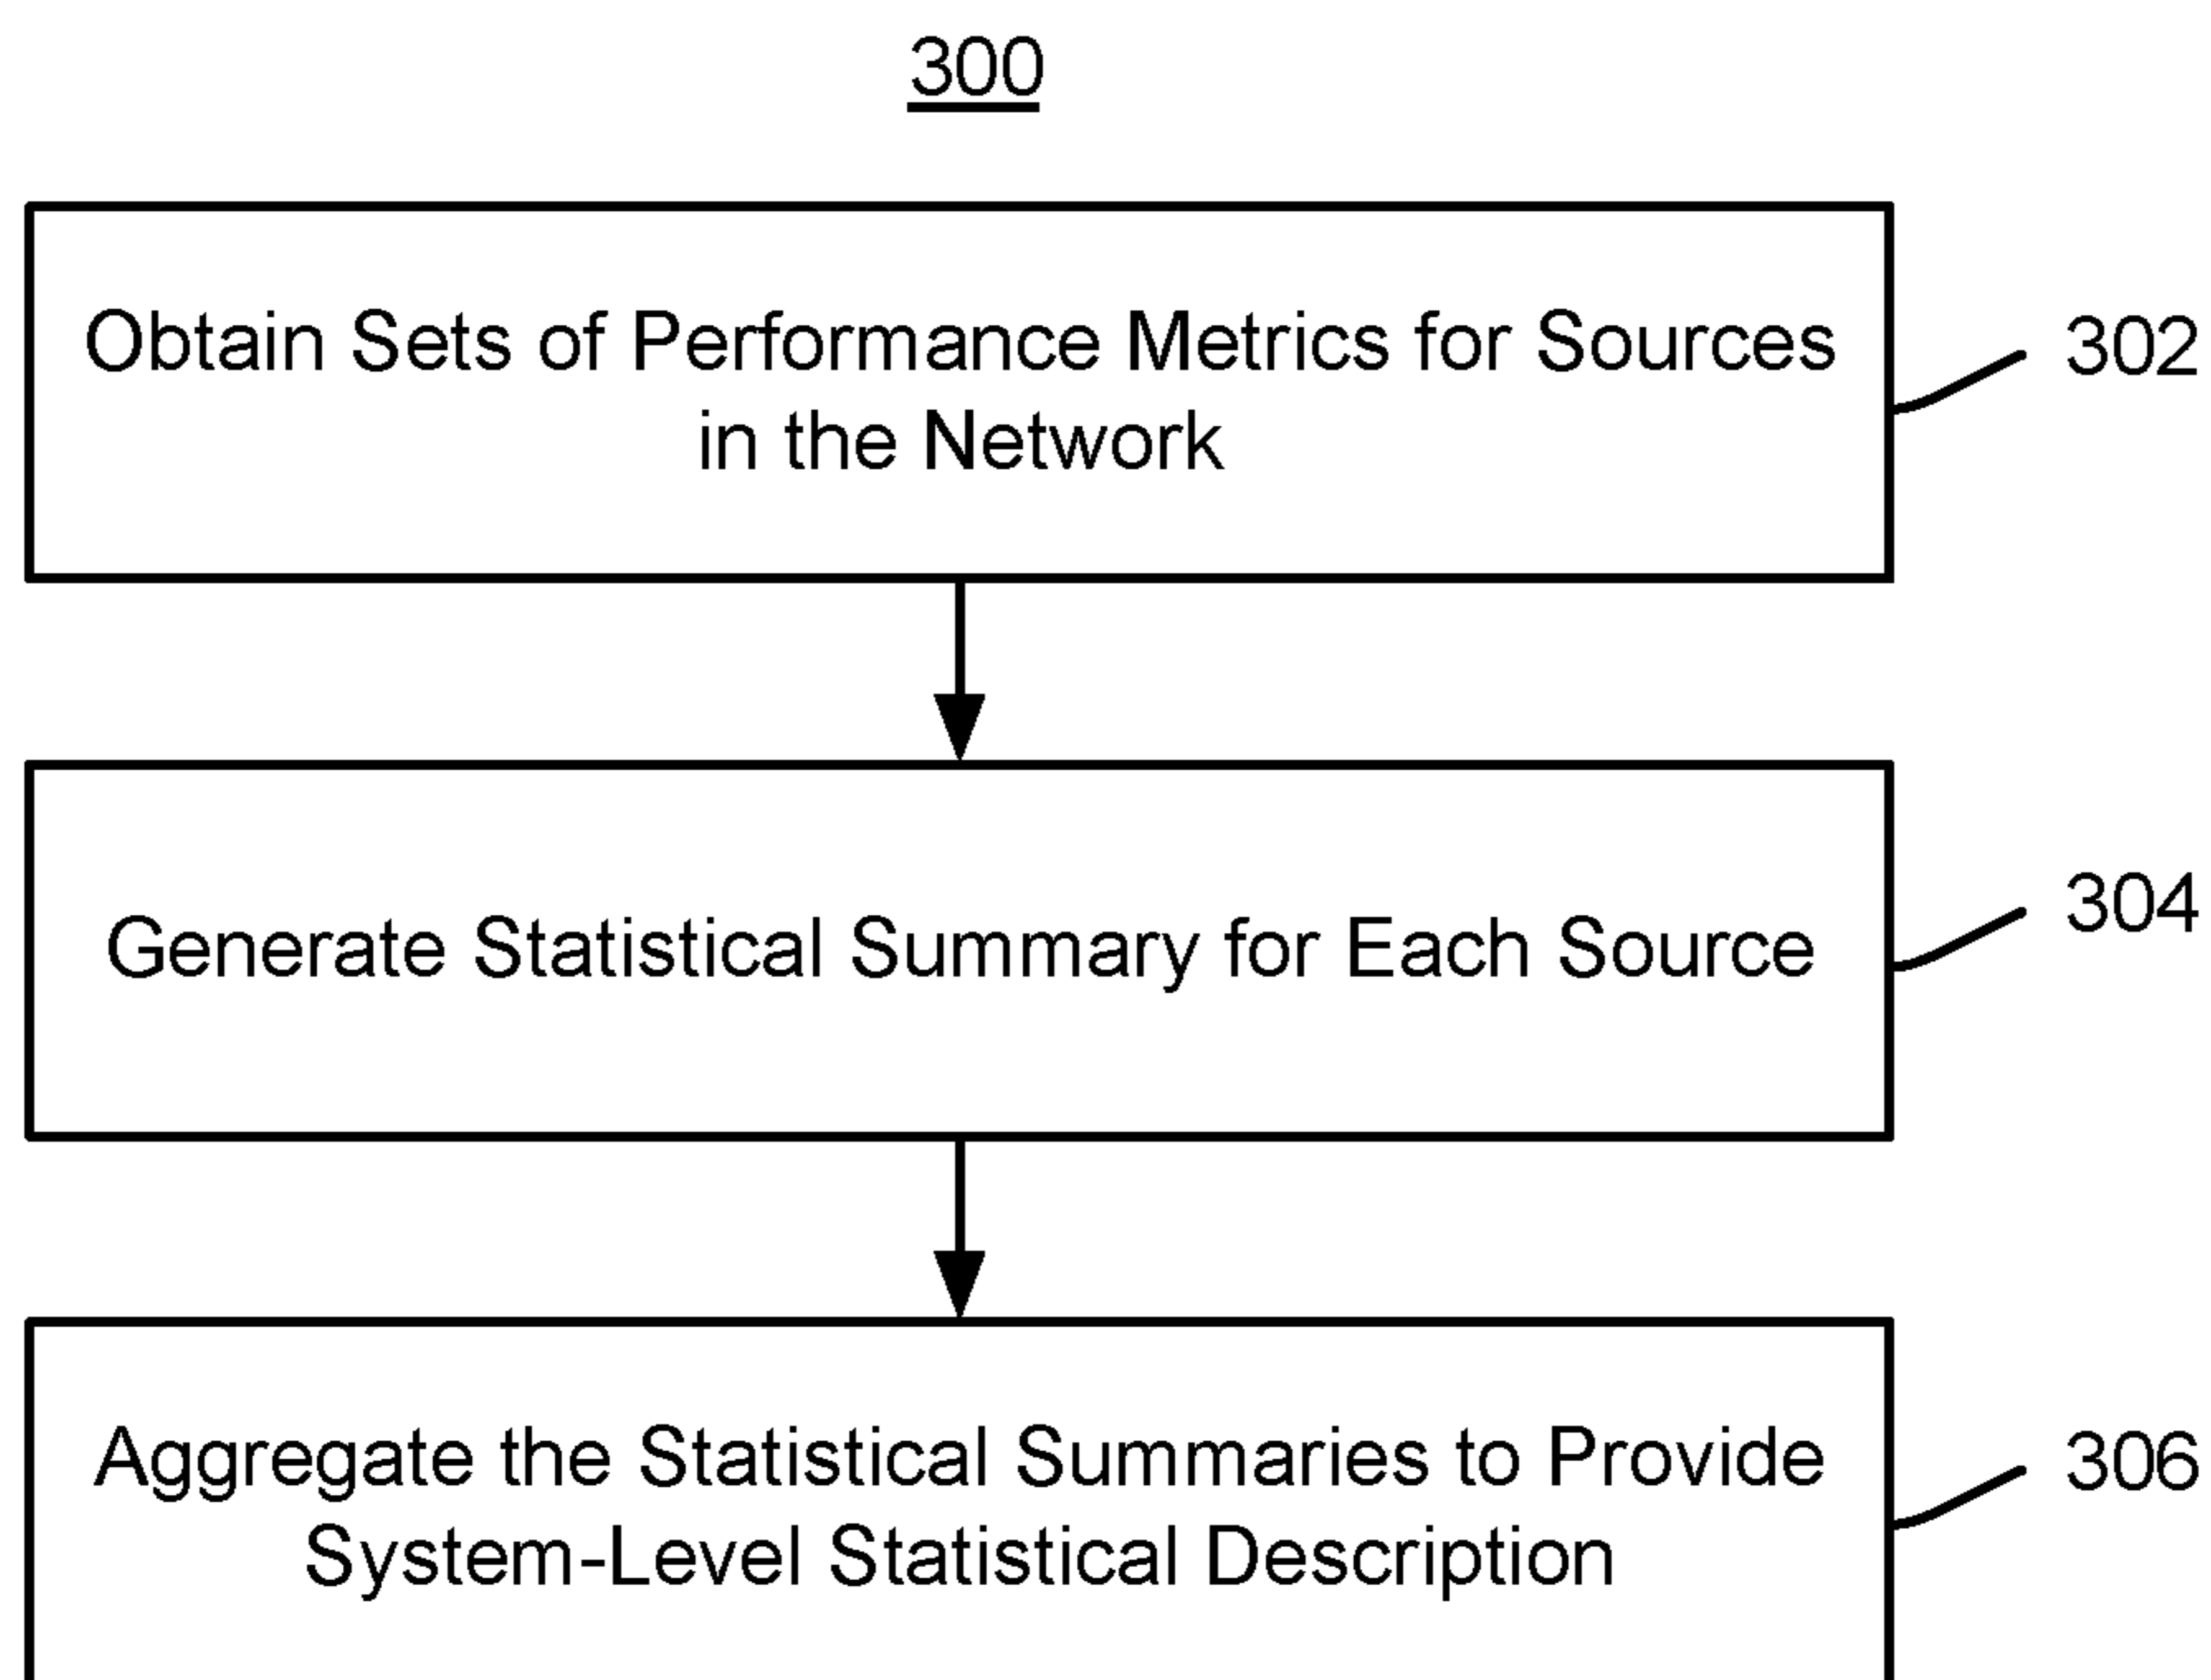 300
Obtain Sets of Performance Metrics for Sources
in the Network
302
Generate Statistical Summary for Each Source
304
Aggregate the Statistical Summaries to Provide
System-Level Statistical Description
306